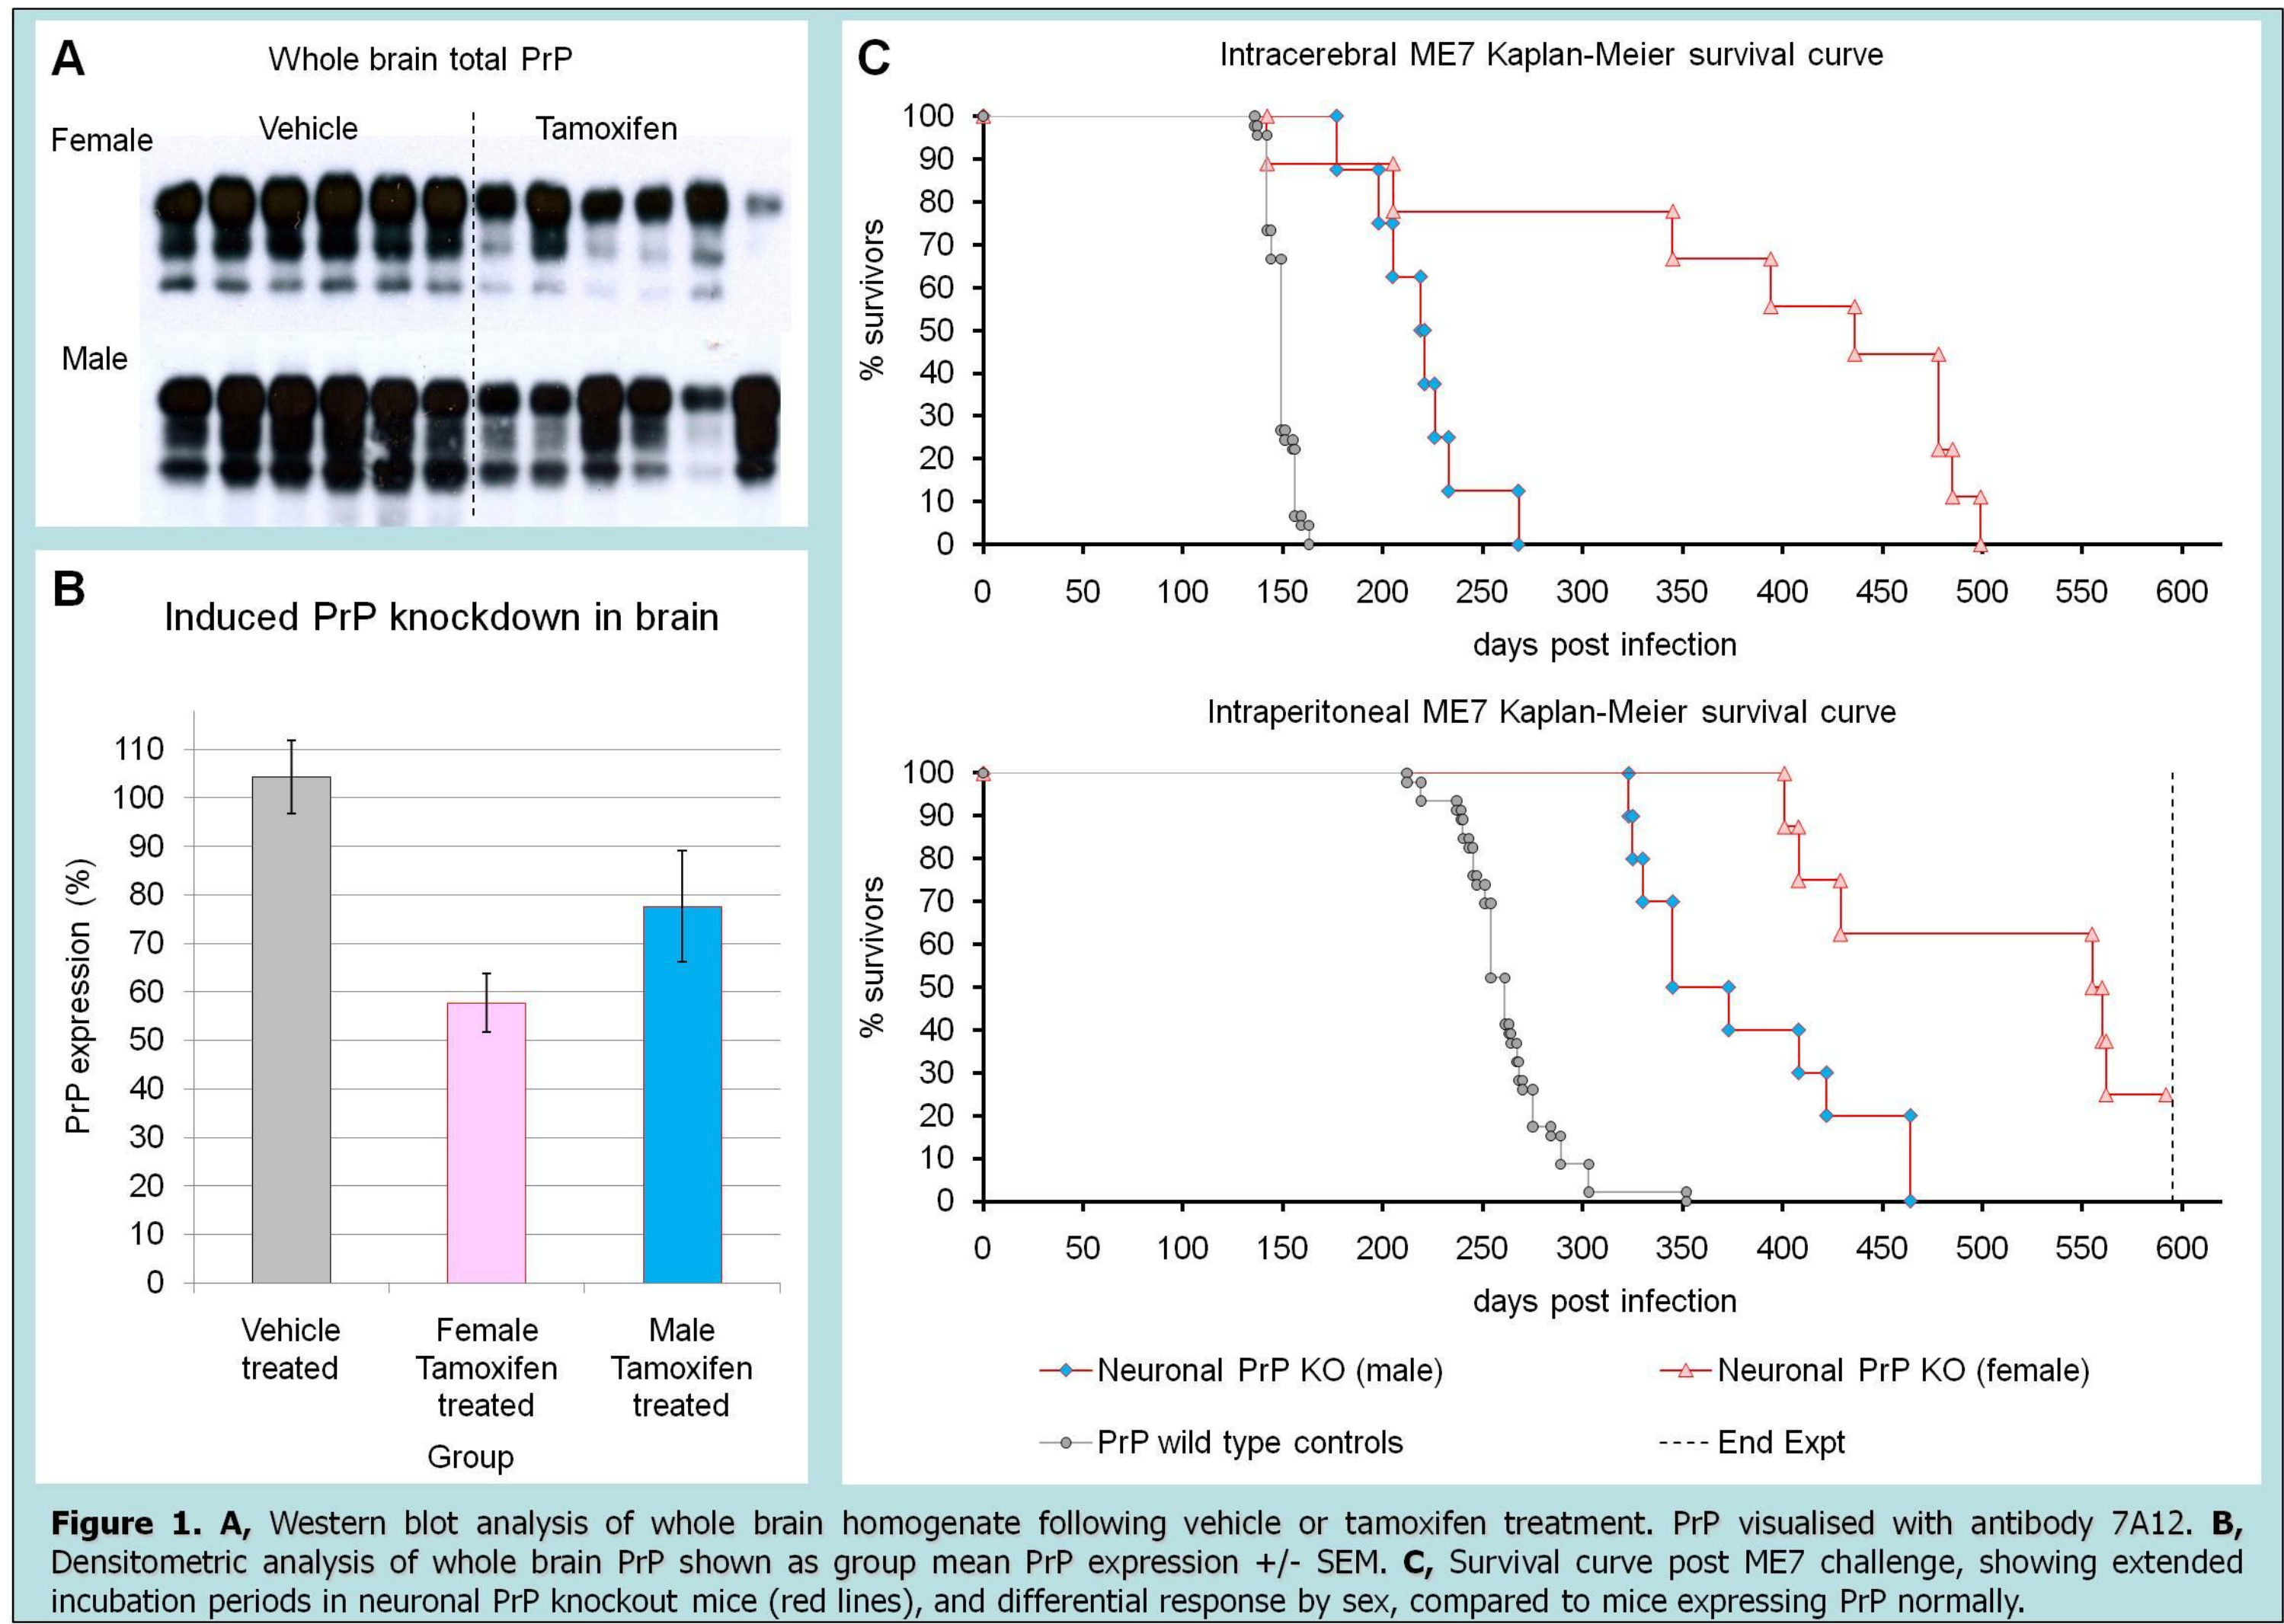 A
Whole brain total PrP
Vehicle
Tamoxifen
Female
Male
B
Induced PrP knockdown in brain
PrP expression (%)
110
100
90
80
70
60
50
40
30
20
10
0
Vehicle treated
Female Tamoxifen treated
Male Tamoxifen treated
Group
C
Intracerebral ME7 Kaplan-Meier survival curve
% survivors
100
90
80
70
60
50
40
30
20
10
0
0 50 100 150 200 250 300 350 400 450 500 550 600
days post infection
Intraperitoneal ME7 Kaplan-Meier survival curve
% survivors
100
90
80
70
60
50
40
30
20
10
0
0 50 100 150 200 250 300 350 400 450 500 550 600
days post infection
Neuronal PrP KO (male)
Neuronal PrP KO (female)
PrP wild type controls
End Expt
Figure 1. A, Western blot analysis of whole brain homogenate following vehicle or tamoxifen treatment. PrP visualised with antibody 7A12. B,
Densitometric analysis of whole brain PrP shown as group mean PrP expression +/- SEM. C, Survival curve post ME7 challenge, showing extended
incubation periods in neuronal PrP knockout mice (red lines), and differential response by sex, compared to mice expressing PrP normally.